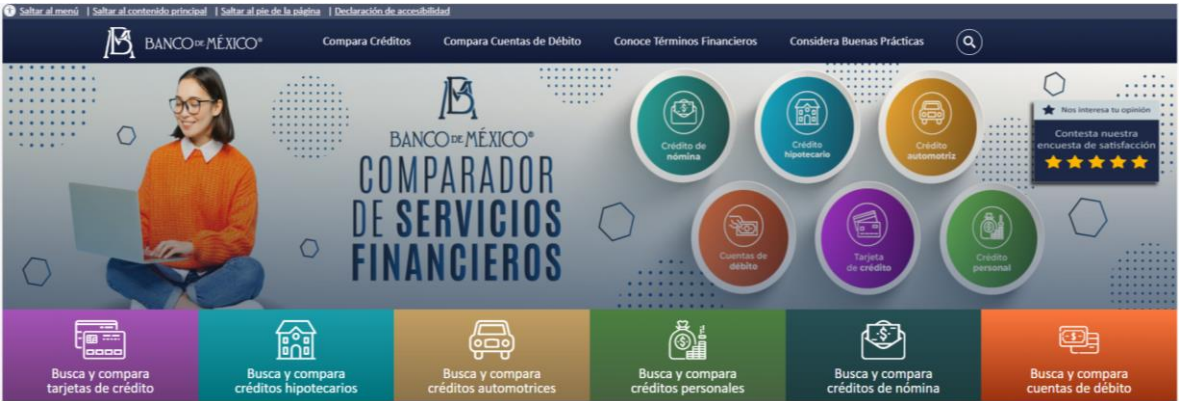 Saltar al menú | Saltar al contenido principal | Saltar al pie de la página | Declaración de accesibilidad
BANCO DE MÉXICO®
Compara Créditos
Compara Cuentas de Débito
Conoce Términos Financieros
Considera Buenas Prácticas
BANCO DE MÉXICO®
COMPARADOR
DE SERVICIOS
FINANCIEROS
Crédito de
nómina
Crédito
hipotecario
Crédito
automotriz
Cuentas de
débito
Tarjeta
de crédito
Crédito
personal
Nos interesa tu opinión
Contesta nuestra
encuesta de satisfacción
Busca y compara
tarjetas de crédito
Busca y compara
créditos hipotecarios
Busca y compara
créditos automotrices
Busca y compara
créditos personales
Busca y compara
créditos de nómina
Busca y compara
cuentas de débito